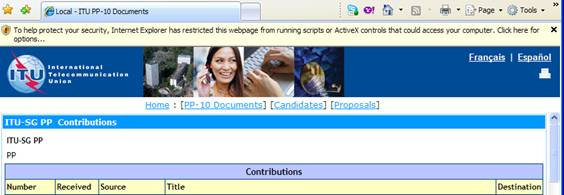 Local - ITU PP-10 Documents
Page Tools
To help protect your security, Internet Explorer has restricted this webpage from running scripts or ActiveX controls that could access your computer. Click here for
options...
International
Telecommunication
Union
ITU
Français | Español
Home : [PP-10 Documents] [Candidates] [Proposals]
ITU-SG PP Contributions
ITU-SG PP
PP
Contributions
Number Received Source Title Destination